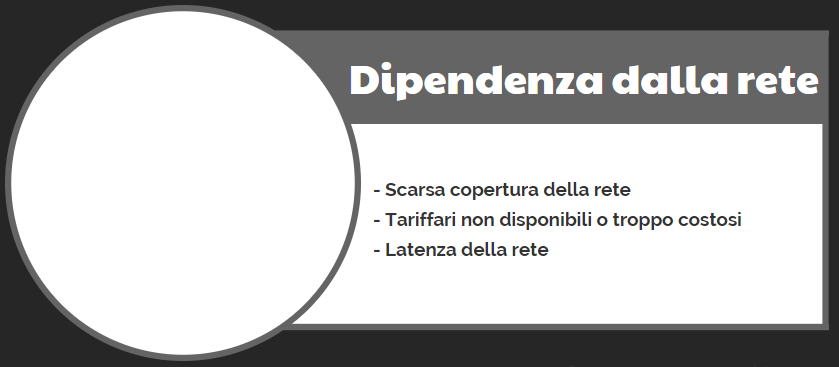 Dipendenza dalla rete
- Scarsa copertura della rete
- Tariffari non disponibili o troppo costosi
- Latenza della rete